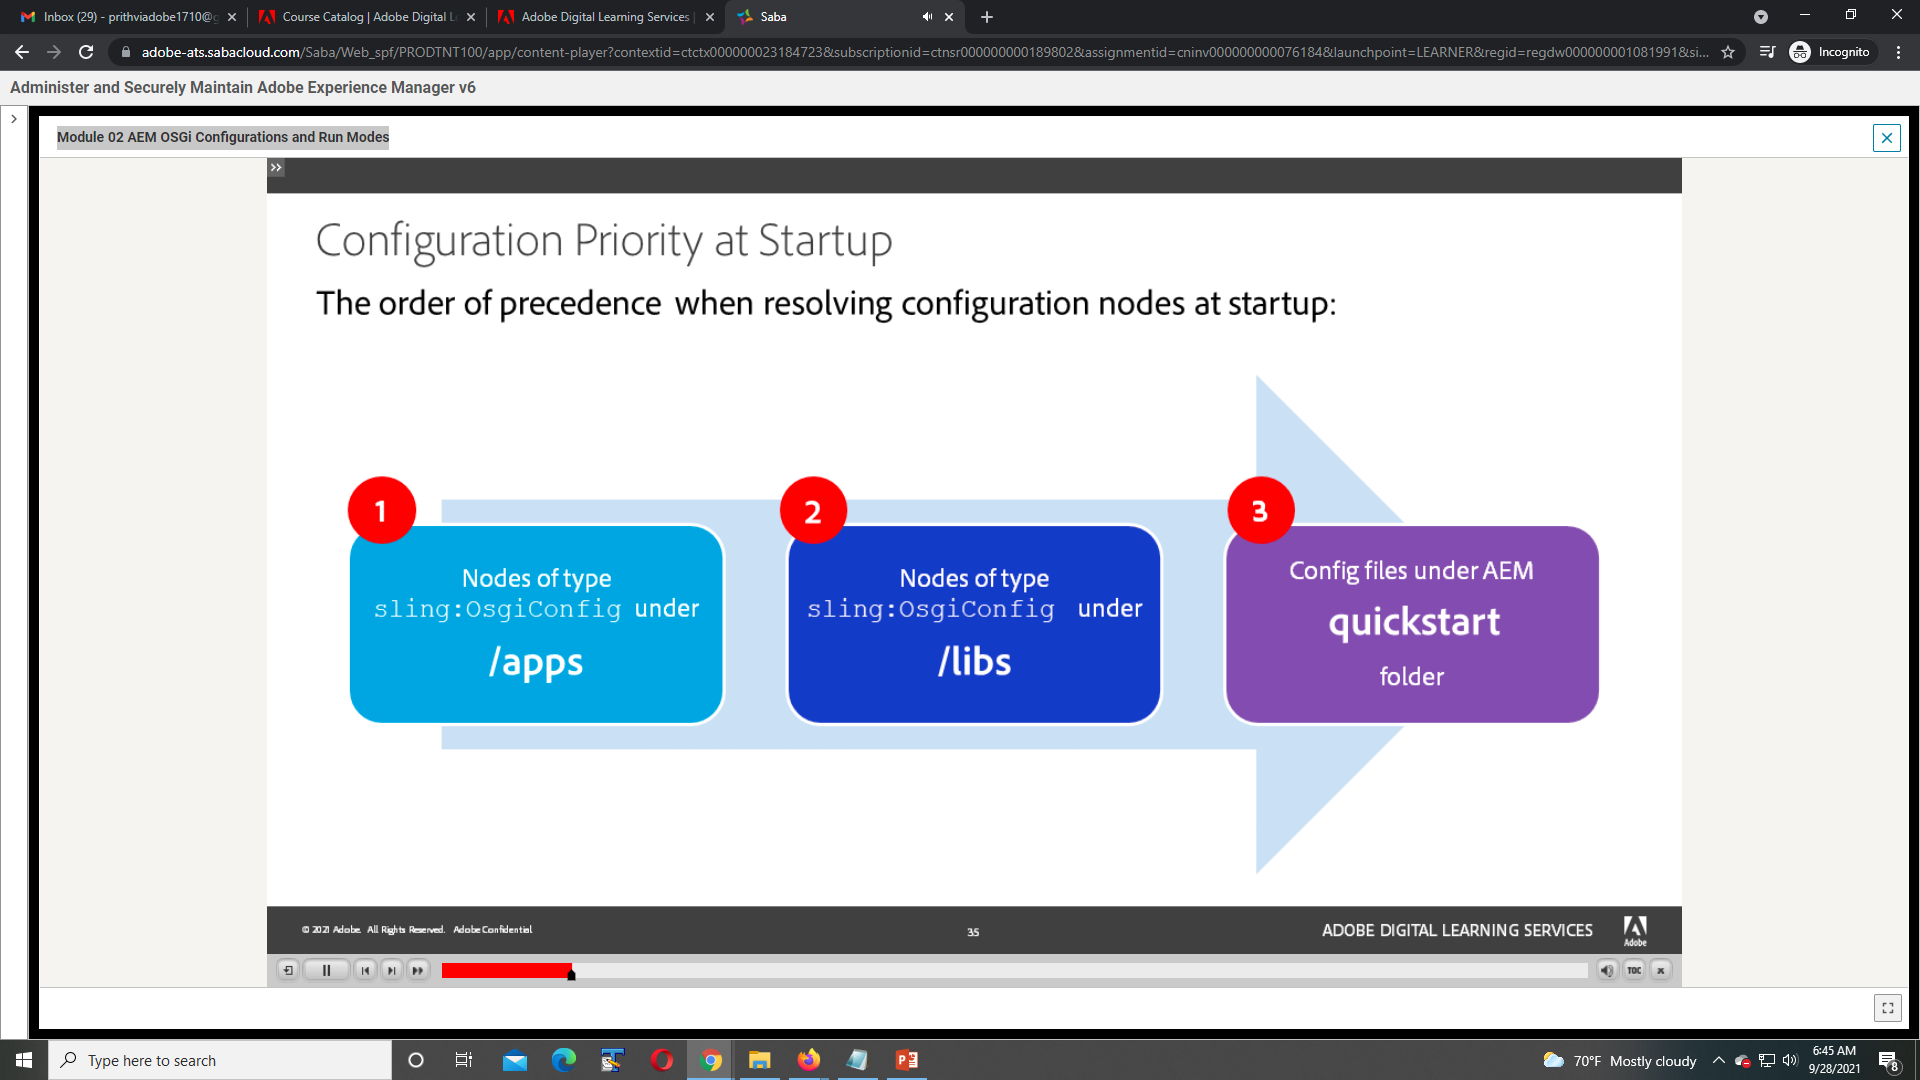 Inbox (29) - prithviadobe1710@g
Course Catalog | Adobe Digital L
Adobe Digital Learning Services |
Saba
adobe-ats.sabacloud.com/Saba/Web_spf/PRODTNT100/app/content-player?contextid=ctctx000000023184723&subscriptionid=ctnsr0000000000189802&assignmentid=cninv000000000076184&launchpoint=LEARNER&regid=regdw000000001081991&si...
Incognito
Administer and Securely Maintain Adobe Experience Manager v6
Module 02 AEM OSGi Configurations and Run Modes
Configuration Priority at Startup
The order of precedence when resolving configuration nodes at startup:
1
Nodes of type
sling:OsgiConfig under
/apps
2
Nodes of type
sling:OsgiConfig under
/libs
3
Config files under AEM
quickstart
folder
© 2021 Adobe. All Rights Reserved. Adobe Confidential.
35
ADOBE DIGITAL LEARNING SERVICES
Adobe
TOC
Type here to search
70°F Mostly cloudy
6:45 AM
9/28/2021
8